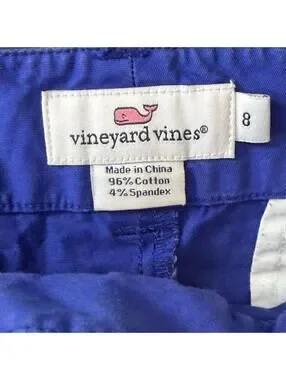 vineyard vines®
8
Made in China
96% Cotton
4% Spandex